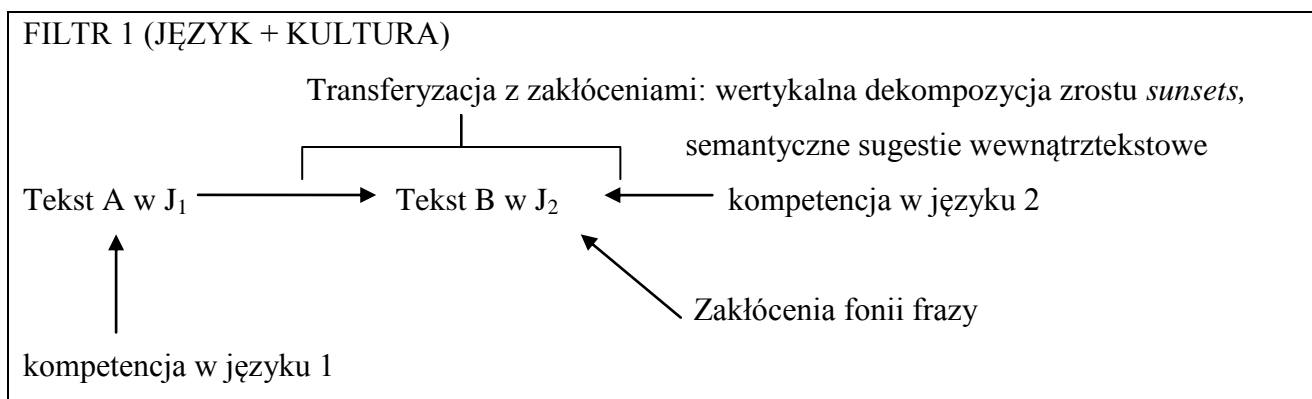 FILTR 1 (JĘZYK + KULTURA)
Transferyzacja z zakłóceniami: wertykalna dekompozycja zrostu sunsets,
semantyczne sugestie wewnątrztekstowe
Tekst A w J₁ Tekst B w J₂ kompetencja w języku 2
Zakłócenia fonii frazy
kompetencja w języku 1